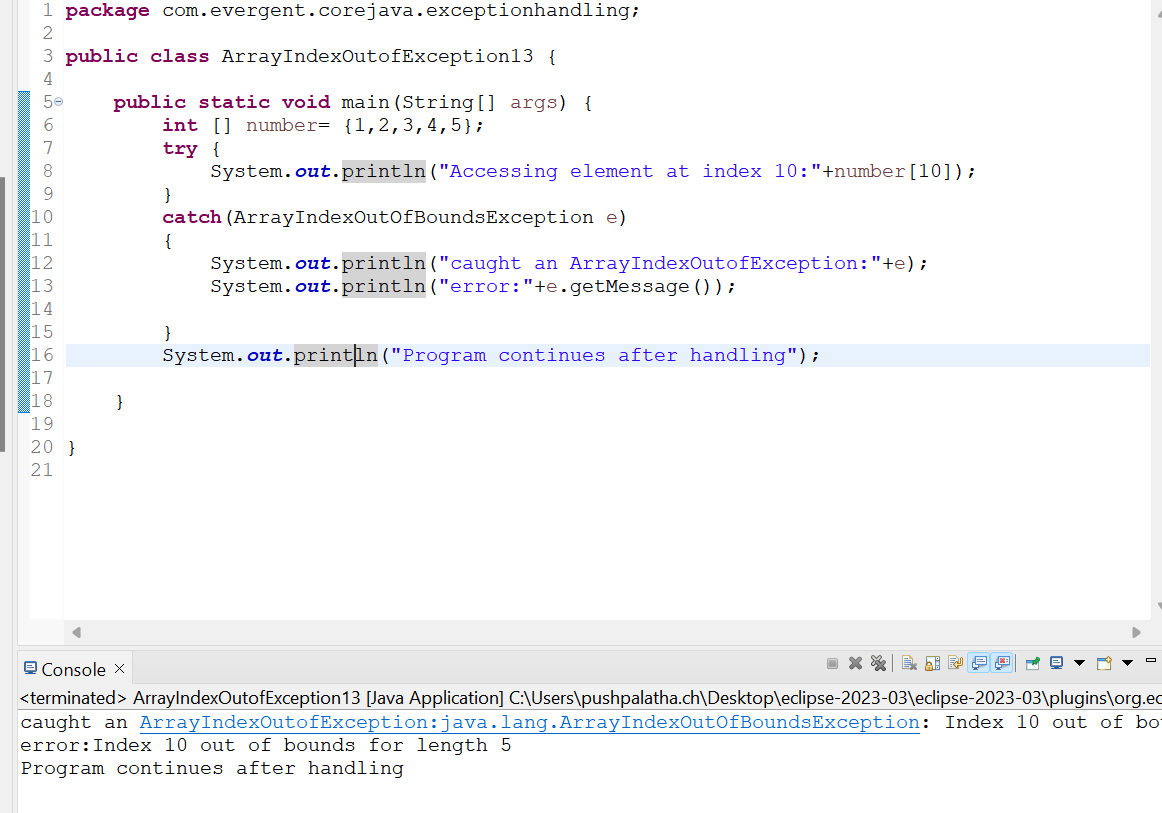 1 package com.evergent.corejava.exceptionhandling;
2
3 public class ArrayIndexOutofException13 {
4
5 public static void main(String[] args) {
6 int [] number= {1,2,3,4,5};
7 try {
8 System.out.println("Accessing element at index 10:"+number[10]);
9 }
10 catch(ArrayIndexOutOfBoundsException e)
11 {
12 System.out.println("caught an ArrayIndexOutofException:"+e);
13 System.out.println("error:"+e.getMessage());
14
15 }
16 System.out.println("Program continues after handling");
17
18 }
19
20 }
21
Console
<terminated> ArrayIndexOutofException13 [Java Application] C:\Users\pushpalatha.ch\Desktop\eclipse-2023-03\eclipse-2023-03\plugins\org.ec
caught an ArrayIndexOutofException:java.lang.ArrayIndexOutOfBoundsException: Index 10 out of bo
error:Index 10 out of bounds for length 5
Program continues after handling